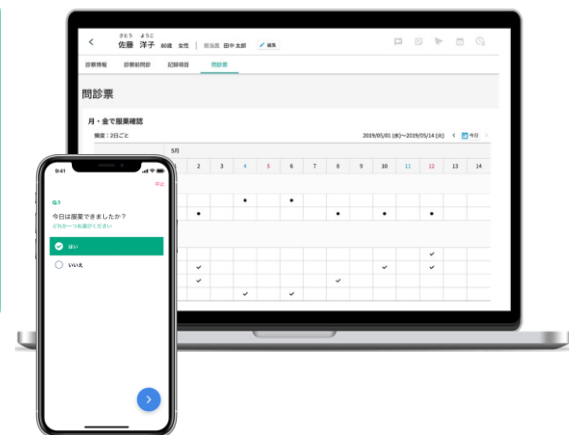 さとう ようこ
佐藤 洋子 80歳 女性 担当医 田中太郎 編集
診察情報 診察前問診 記録項目 問診票
問診票
月・金で服薬確認
頻度：2日ごと 2019/05/01 [水]〜2019/05/14 [火] 今日
5月
2 3 4 5 6 7 8 9 10 11 12 13 14
9:41
中止
Q.5
今日は服薬できましたか？
どれか一つお選びください
はい
いいえ